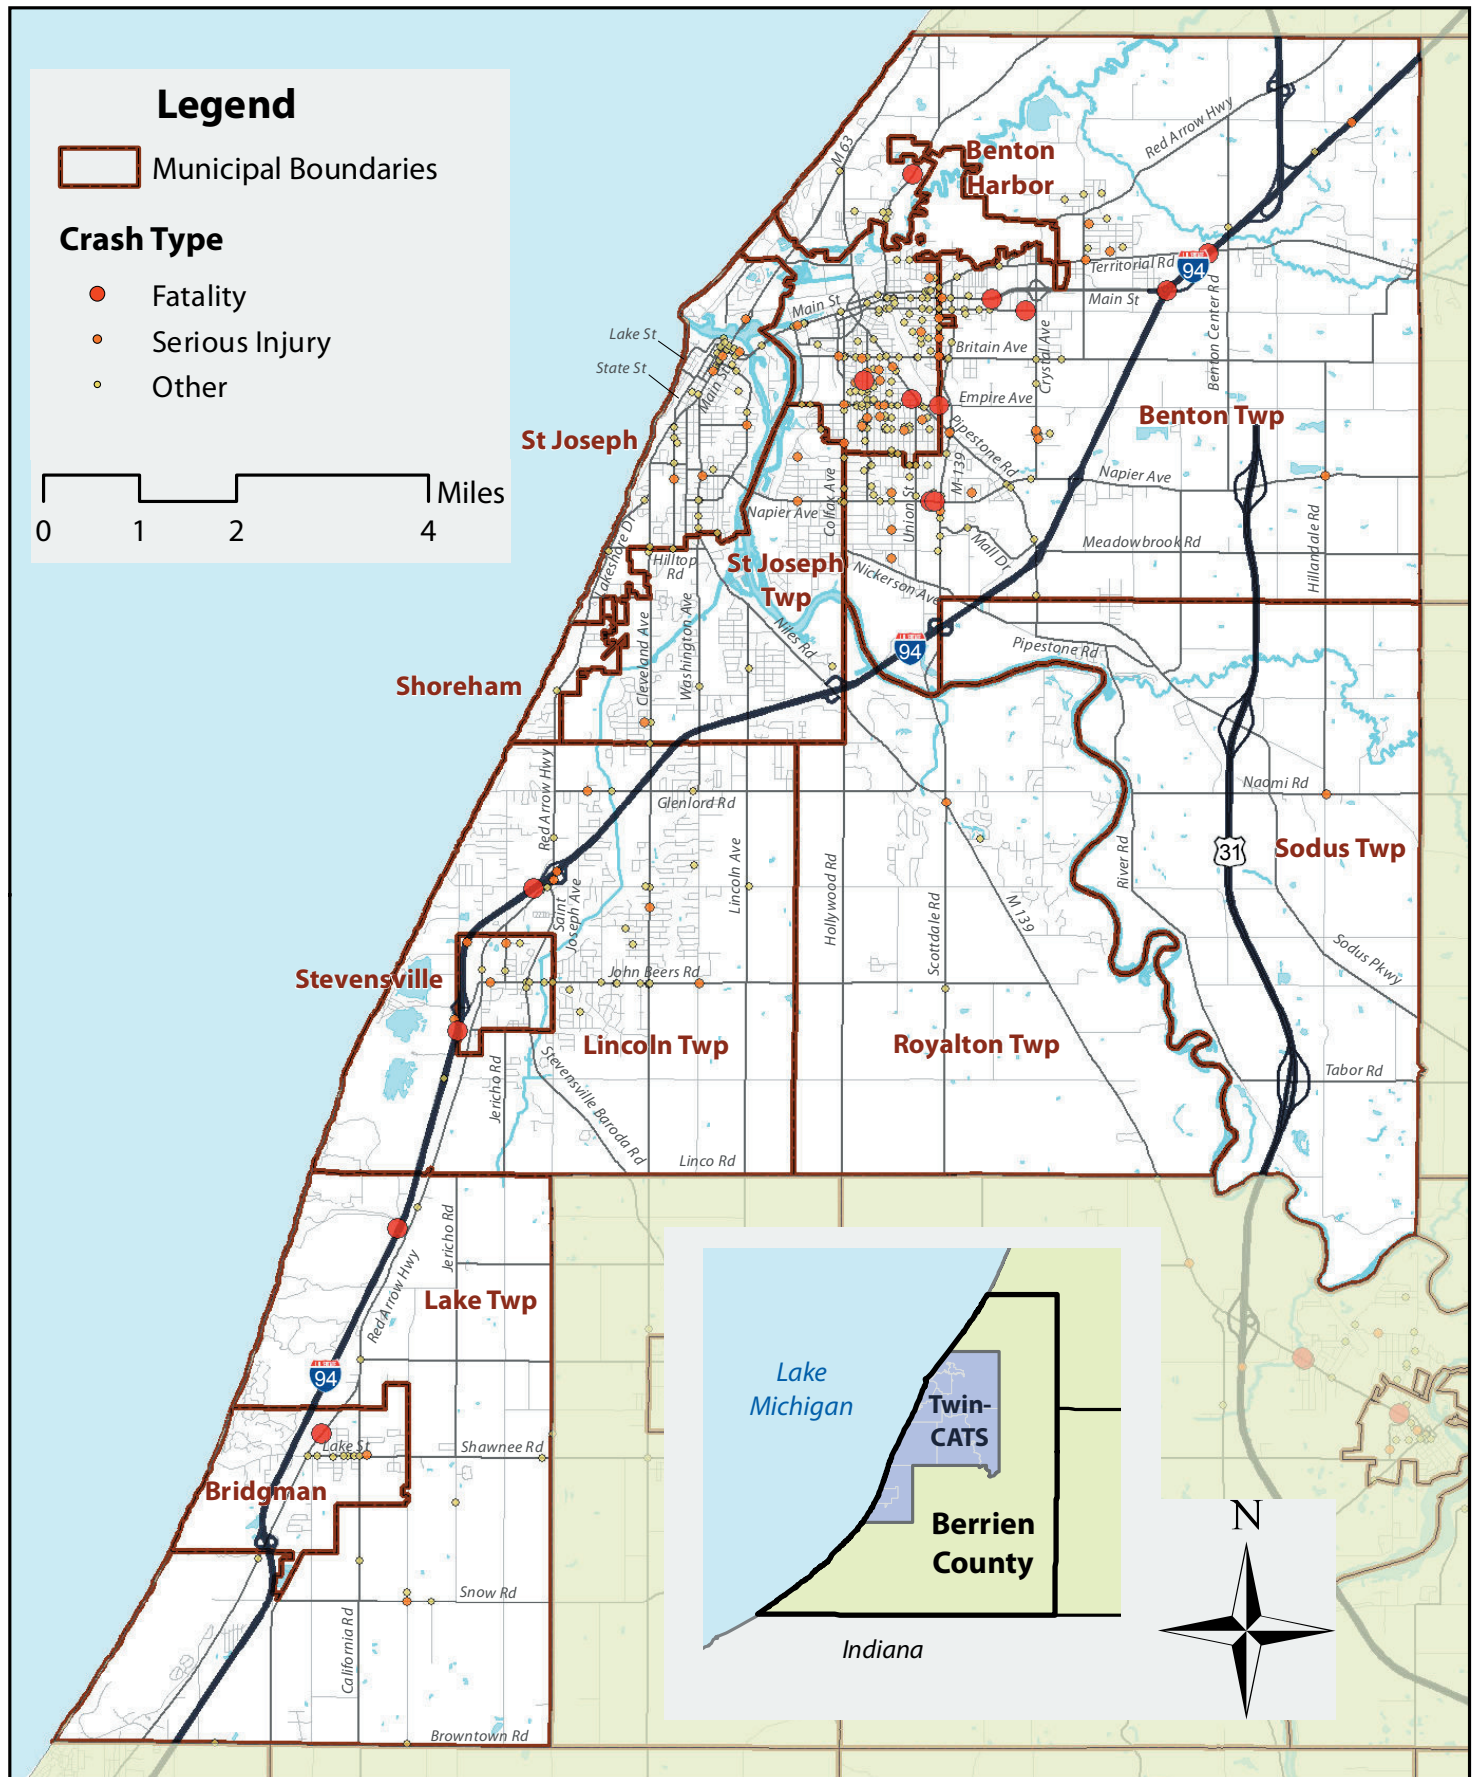 Legend
Municipal Boundaries
Crash Type
Fatality
Serious Injury
Other
Miles
0 1 2 4
M 63
Benton
Harbor
Red Arrow Hwy
Territorial Rd
94
Main St
Main St
Benton Center Rd
Lake St
State St
Main St
Britain Ave
Crystal Ave
Empire Ave
Benton Twp
St Joseph
Pipestone Rd
M-139
Napier Ave
Napier Ave
Colfax Ave
Union St
Hillandale Rd
Lakeshore Dr
Mall Dr
Meadowbrook Rd
Hilltop
Rd
St Joseph
Twp
Nickerson Ave
Cleveland Ave
Washington Ave
Niles Rd
94
Pipestone Rd
Shoreham
Red Arrow Hwy
Glenlord Rd
Naomi Rd
Lincoln Ave
Hollywood Rd
River Rd
31
Sodus Twp
Saint
Joseph Ave
Scottdale Rd
M 139
Sodus Pkwy
Stevensville
John Beers Rd
Lincoln Twp
Royalton Twp
Jericho Rd
Stevensville Baroda Rd
Tabor Rd
Linco Rd
Jericho Rd
Red Arrow Hwy
Lake Twp
94
Lake St
Shawnee Rd
Bridgman
Snow Rd
California Rd
Browntown Rd
Lake
Michigan
Twin-
CATS
Berrien
County
Indiana
N